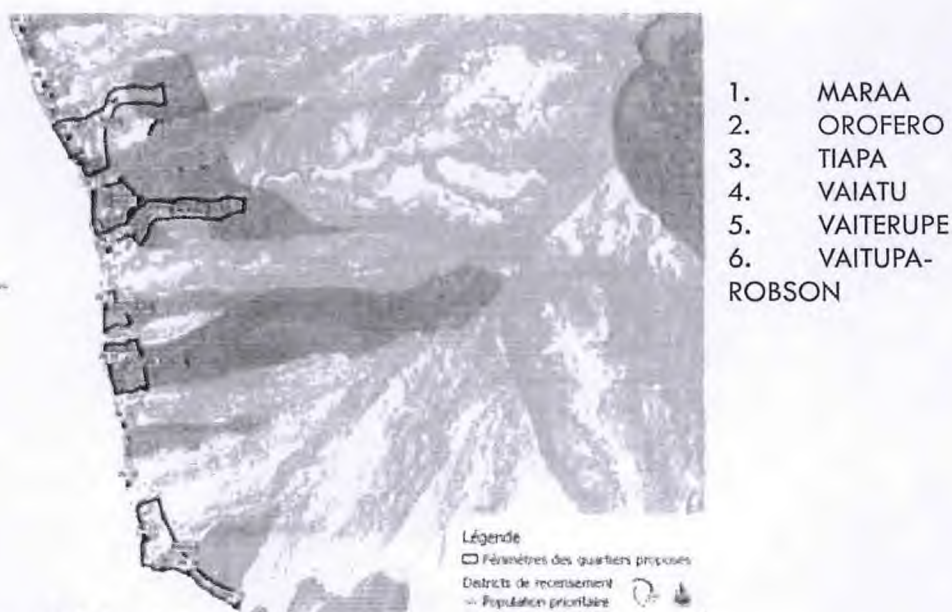 1. MARAA
2. OROFERO
3. TIAPA
4. VAIATU
5. VAITERUPE
6. VAITUPA-
ROBSON
Légende
Périmètres des quartiers proposés
Districts de recensement
Population prioritaire